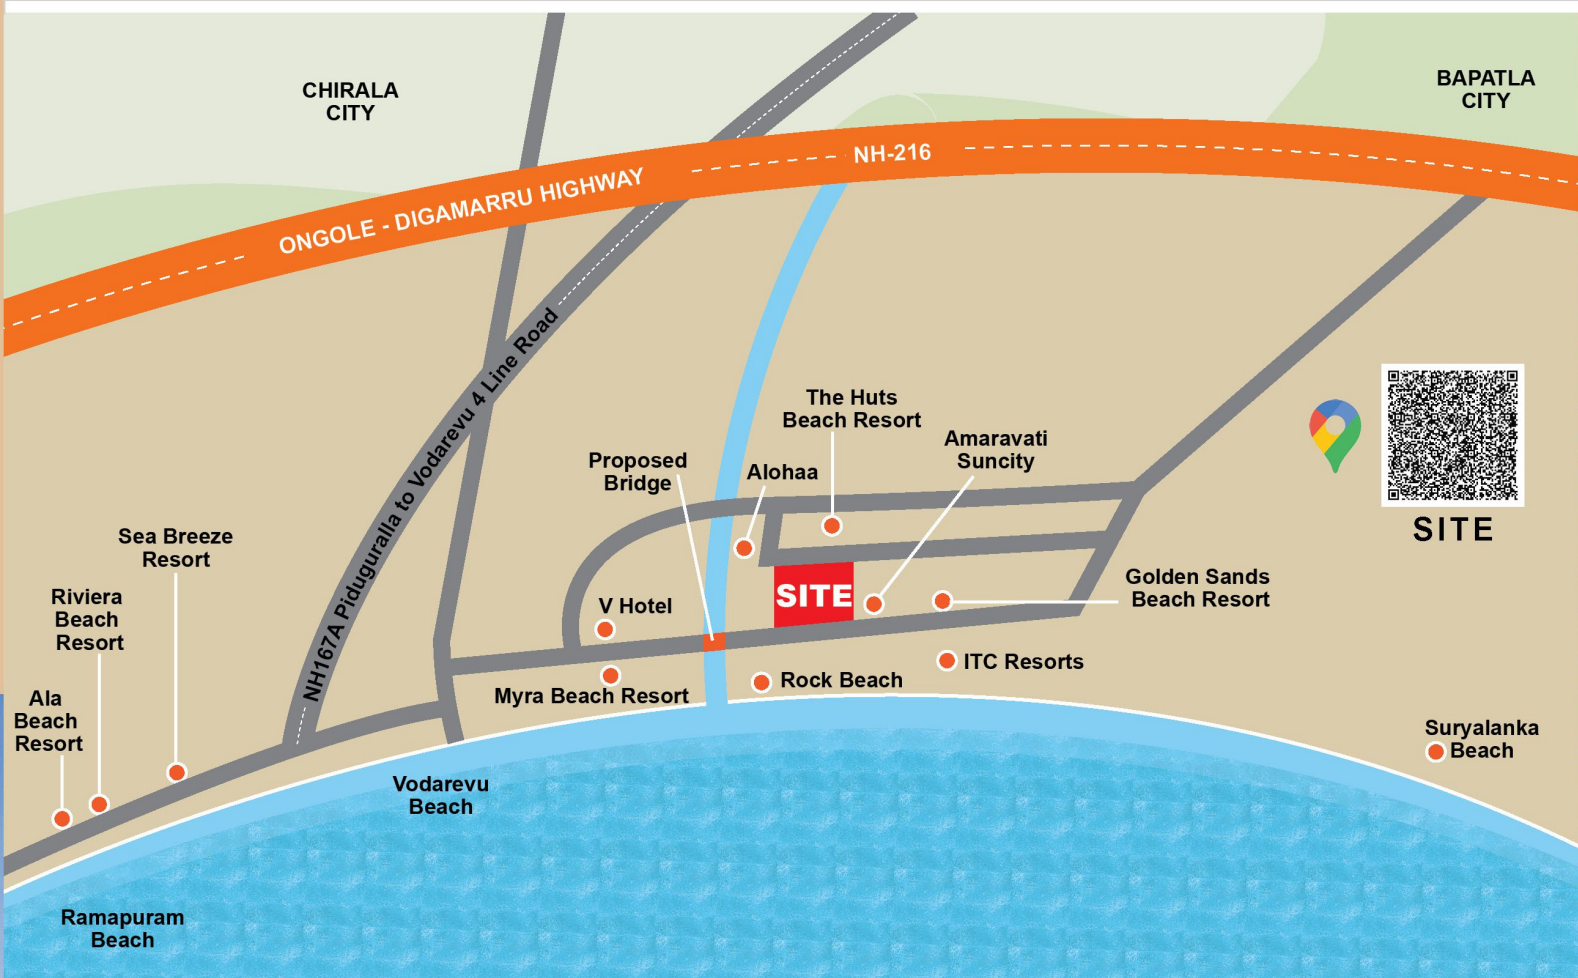 CHIRALA
CITY
BAPATLA
CITY
ONGOLE - DIGAMARRU HIGHWAY
NH-216
NH167A Piduguralla to Vodarevu 4 Line Road
The Huts
Beach Resort
Amaravati
Suncity
Proposed
Bridge
Alohaa
SITE
Sea Breeze
Resort
Riviera
Beach
Resort
Ala
Beach
Resort
V Hotel
SITE
Golden Sands
Beach Resort
Myra Beach Resort
Rock Beach
ITC Resorts
Suryalanka
Beach
Vodarevu
Beach
Ramapuram
Beach